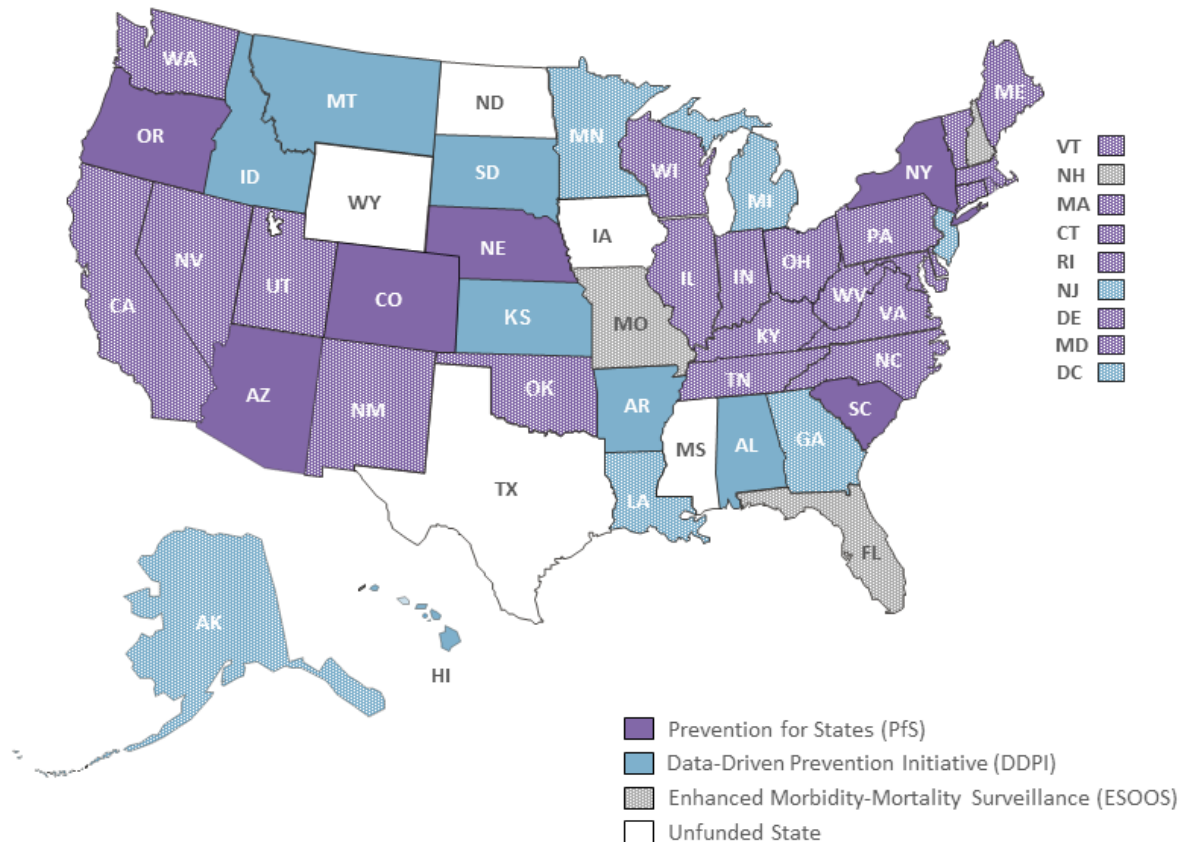 WA
MT
ND
MN
ME
OR
ID
SD
WI
MI
NY
WY
IA
NE
PA
NV
UT
CO
IL
IN
OH
WV
VA
CA
KS
MO
KY
NC
TN
AZ
NM
OK
AR
SC
MS
AL
GA
TX
LA
FL
AK
HI
VT
NH
MA
CT
RI
NJ
DE
MD
DC
Prevention for States (PfS)
Data-Driven Prevention Initiative (DDPI)
Enhanced Morbidity-Mortality Surveillance (ESOOS)
Unfunded State